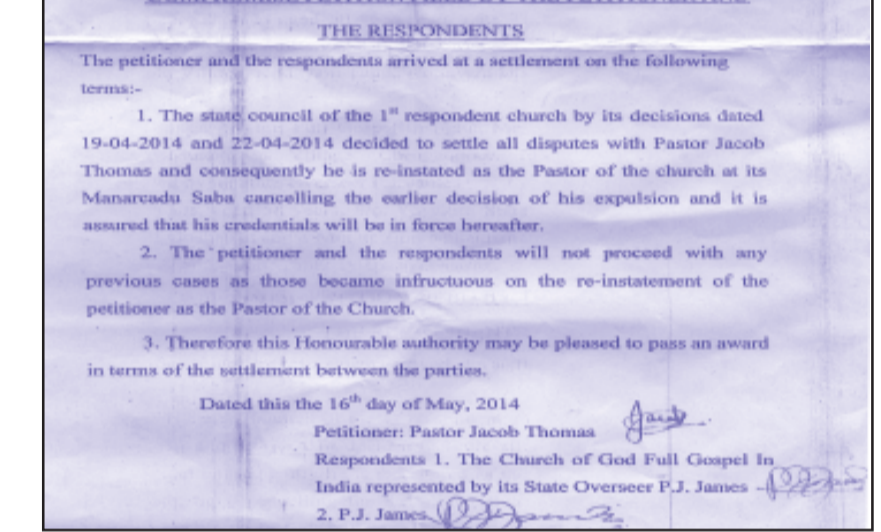 THE RESPONDENTS
The petitioner and the respondents arrived at a settlement on the following
terms:-
1. The state council of the 1st respondent church by its decisions dated
19-04-2014 and 22-04-2014 decided to settle all disputes with Pastor Jacob
Thomas and consequently he is re-instated as the Pastor of the church at its
Manarcadu Saba cancelling the earlier decision of his expulsion and it is
assured that his credentials will be in force hereafter.
2. The petitioner and the respondents will not proceed with any
previous cases as those became infructuous on the re-instatement of the
petitioner as the Pastor of the Church.
3. Therefore this Honourable authority may be pleased to pass an award
in terms of the settlement between the parties.
Dated this the 16th day of May, 2014
Petitioner: Pastor Jacob Thomas
Respondents 1. The Church of God Full Gospel In
India represented by its State Overseer P.J. James -
2. P.J. James